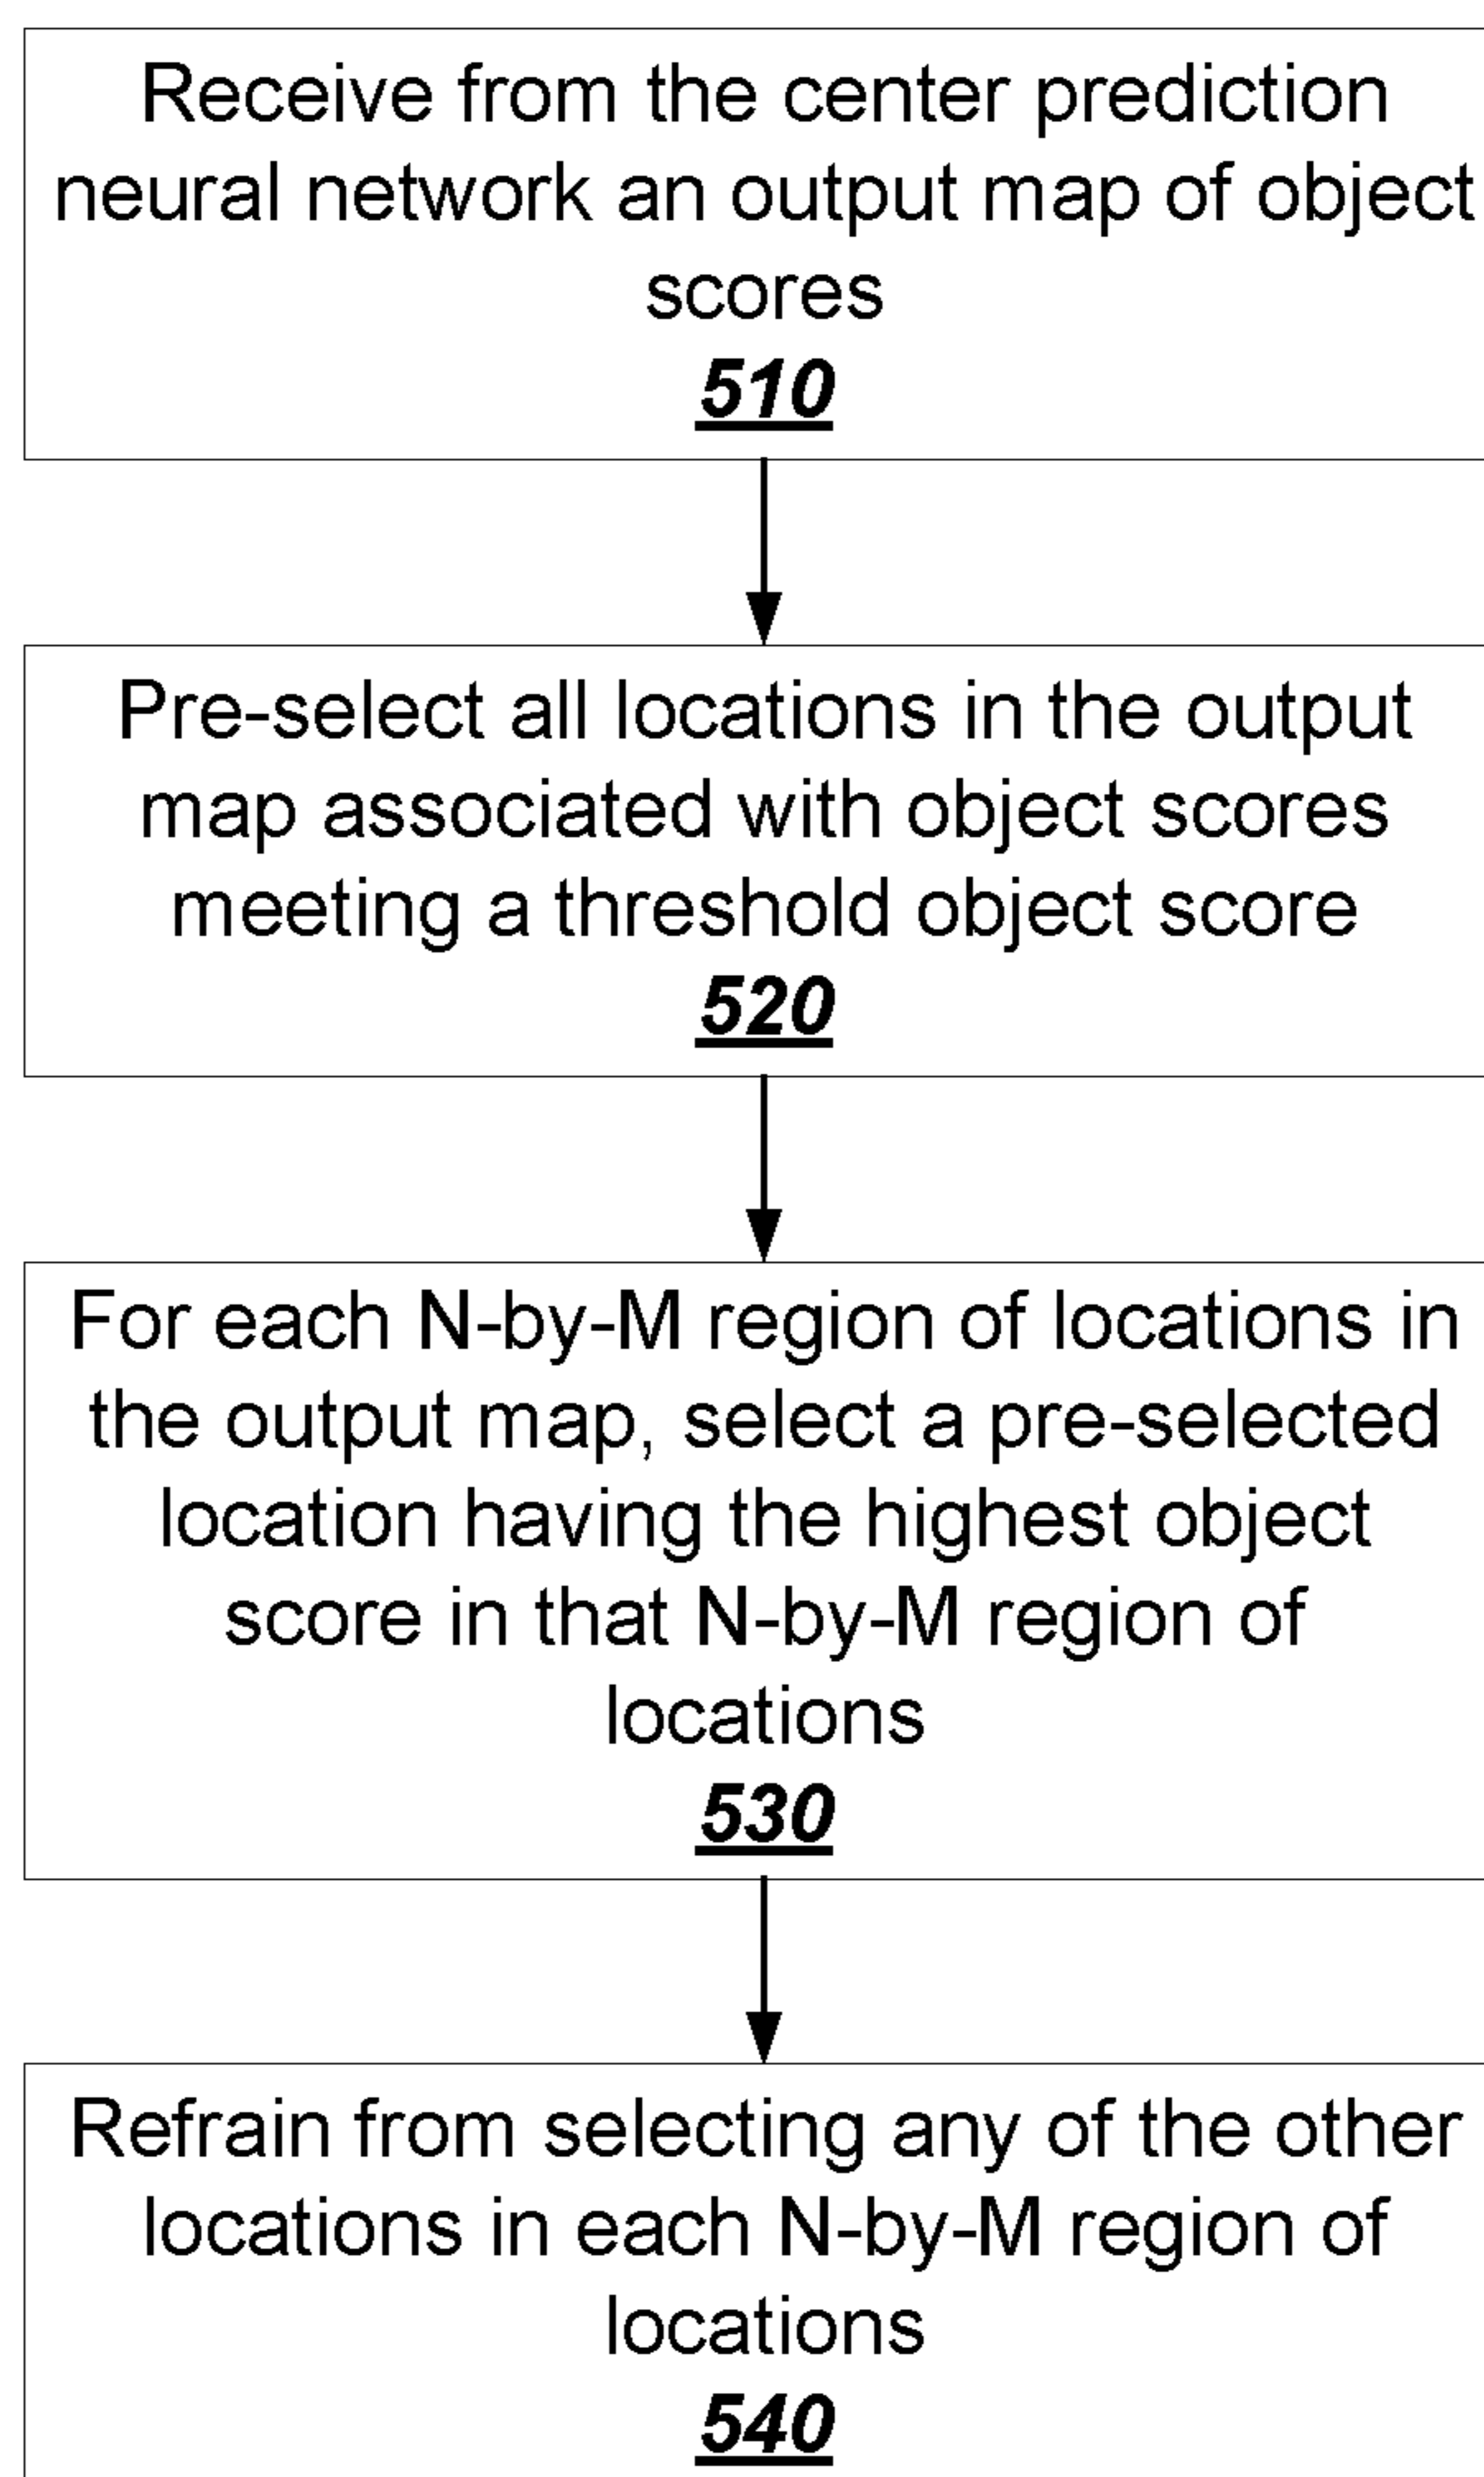 Receive from the center prediction
neural network an output map of object
scores
510
Pre-select all locations in the output
map associated with object scores
meeting a threshold object score
520
For each N-by-M region of locations in
the output map, select a pre-selected
location having the highest object
score in that N-by-M region of
locations
530
Refrain from selecting any of the other
locations in each N-by-M region of
locations
540